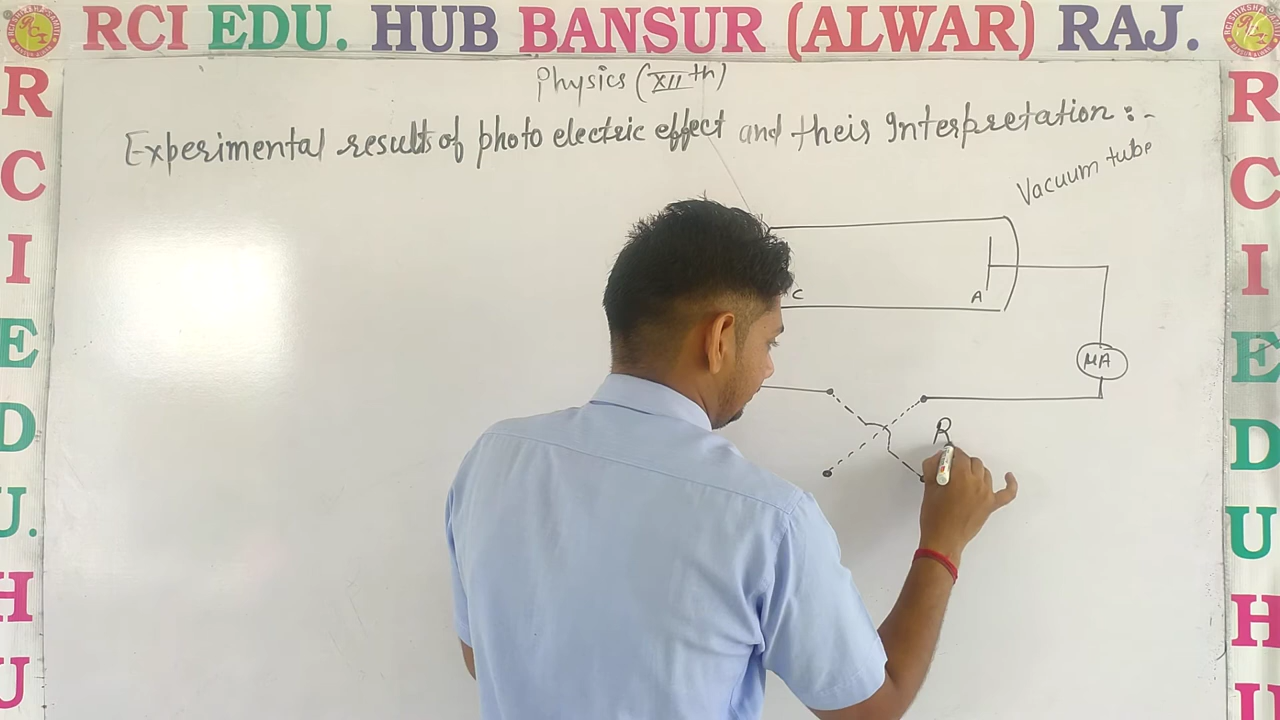 RCI EDU. HUB BANSUR (ALWAR) RAJ.
Physics (XII th)
Experimental results of photo electric effect and their Interpretation :-
Vacuum tube
C
A
MA
R
R
C
I
E
D
U.
H
U
R
C
I
E
D
U
H
U